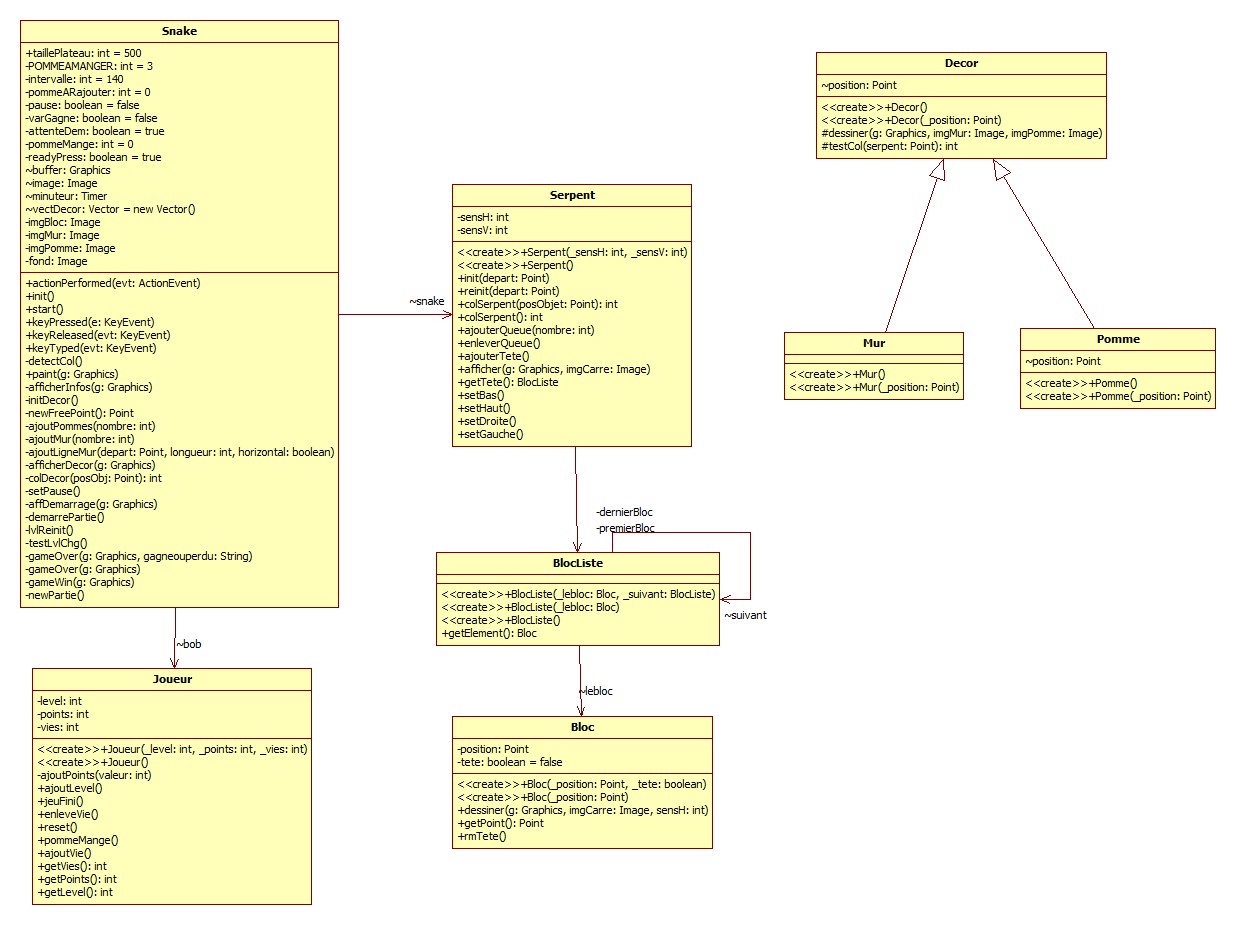 Snake
+taillePlateau: int = 500
-POMMEAMANGER: int = 3
-intervalle: int = 140
-pommeARajouter: int = 0
-pause: boolean = false
-varGagne: boolean = false
-attenteDem: boolean = true
-pommeMange: int = 0
-readyPress: boolean = true
~buffer: Graphics
~image: Image
~minuteur: Timer
~vectDecor: Vector = new Vector()
-imgBloc: Image
-imgMur: Image
-imgPomme: Image
-fond: Image
+actionPerformed(evt: ActionEvent)
+init()
+start()
+keyPressed(e: KeyEvent)
+keyReleased(evt: KeyEvent)
+keyTyped(evt: KeyEvent)
-detectCol()
+paint(g: Graphics)
-afficherInfos(g: Graphics)
-initDecor()
-newFreePoint(): Point
-ajoutPommes(nombre: int)
-ajoutMur(nombre: int)
-ajoutLigneMur(depart: Point, longueur: int, horizontal: boolean)
-afficherDecor(g: Graphics)
-colDecor(posObj: Point): int
-setPause()
-affDemarrage(g: Graphics)
-demarrePartie()
-lvlReinit()
-testLvlChg()
-gameOver(g: Graphics, gagneouperdu: String)
-gameOver(g: Graphics)
-gameWin(g: Graphics)
-newPartie()
~snake
~bob
Joueur
-level: int
-points: int
-vies: int
<<create>>+Joueur(_level: int, _points: int, _vies: int)
<<create>>+Joueur()
-ajoutPoints(valeur: int)
+ajoutLevel()
+jeuFini()
+enleveVie()
+reset()
+pommeMange()
+ajoutVie()
+getVies(): int
+getPoints(): int
+getLevel(): int
Serpent
-sensH: int
-sensV: int
<<create>>+Serpent(_sensH: int, _sensV: int)
<<create>>+Serpent()
+init(depart: Point)
+reinit(depart: Point)
+colSerpent(posObjet: Point): int
+colSerpent(): int
+ajouterQueue(nombre: int)
+enleverQueue()
+ajouterTete()
+afficher(g: Graphics, imgCarre: Image)
+getTete(): BlocListe
+setBas()
+setHaut()
+setDroite()
+setGauche()
-dernierBloc
-premierBloc
BlocListe
<<create>>+BlocListe(_lebloc: Bloc, _suivant: BlocListe)
<<create>>+BlocListe(_lebloc: Bloc)
<<create>>+BlocListe()
+getElement(): Bloc
~suivant
~lebloc
Bloc
-position: Point
-tete: boolean = false
<<create>>+Bloc(_position: Point, _tete: boolean)
<<create>>+Bloc(_position: Point)
+dessiner(g: Graphics, imgCarre: Image, sensH: int)
+getPoint(): Point
+rmTete()
Decor
~position: Point
<<create>>+Decor()
<<create>>+Decor(_position: Point)
#dessiner(g: Graphics, imgMur: Image, imgPomme: Image)
#testCol(serpent: Point): int
Mur
<<create>>+Mur()
<<create>>+Mur(_position: Point)
Pomme
~position: Point
<<create>>+Pomme()
<<create>>+Pomme(_position: Point)